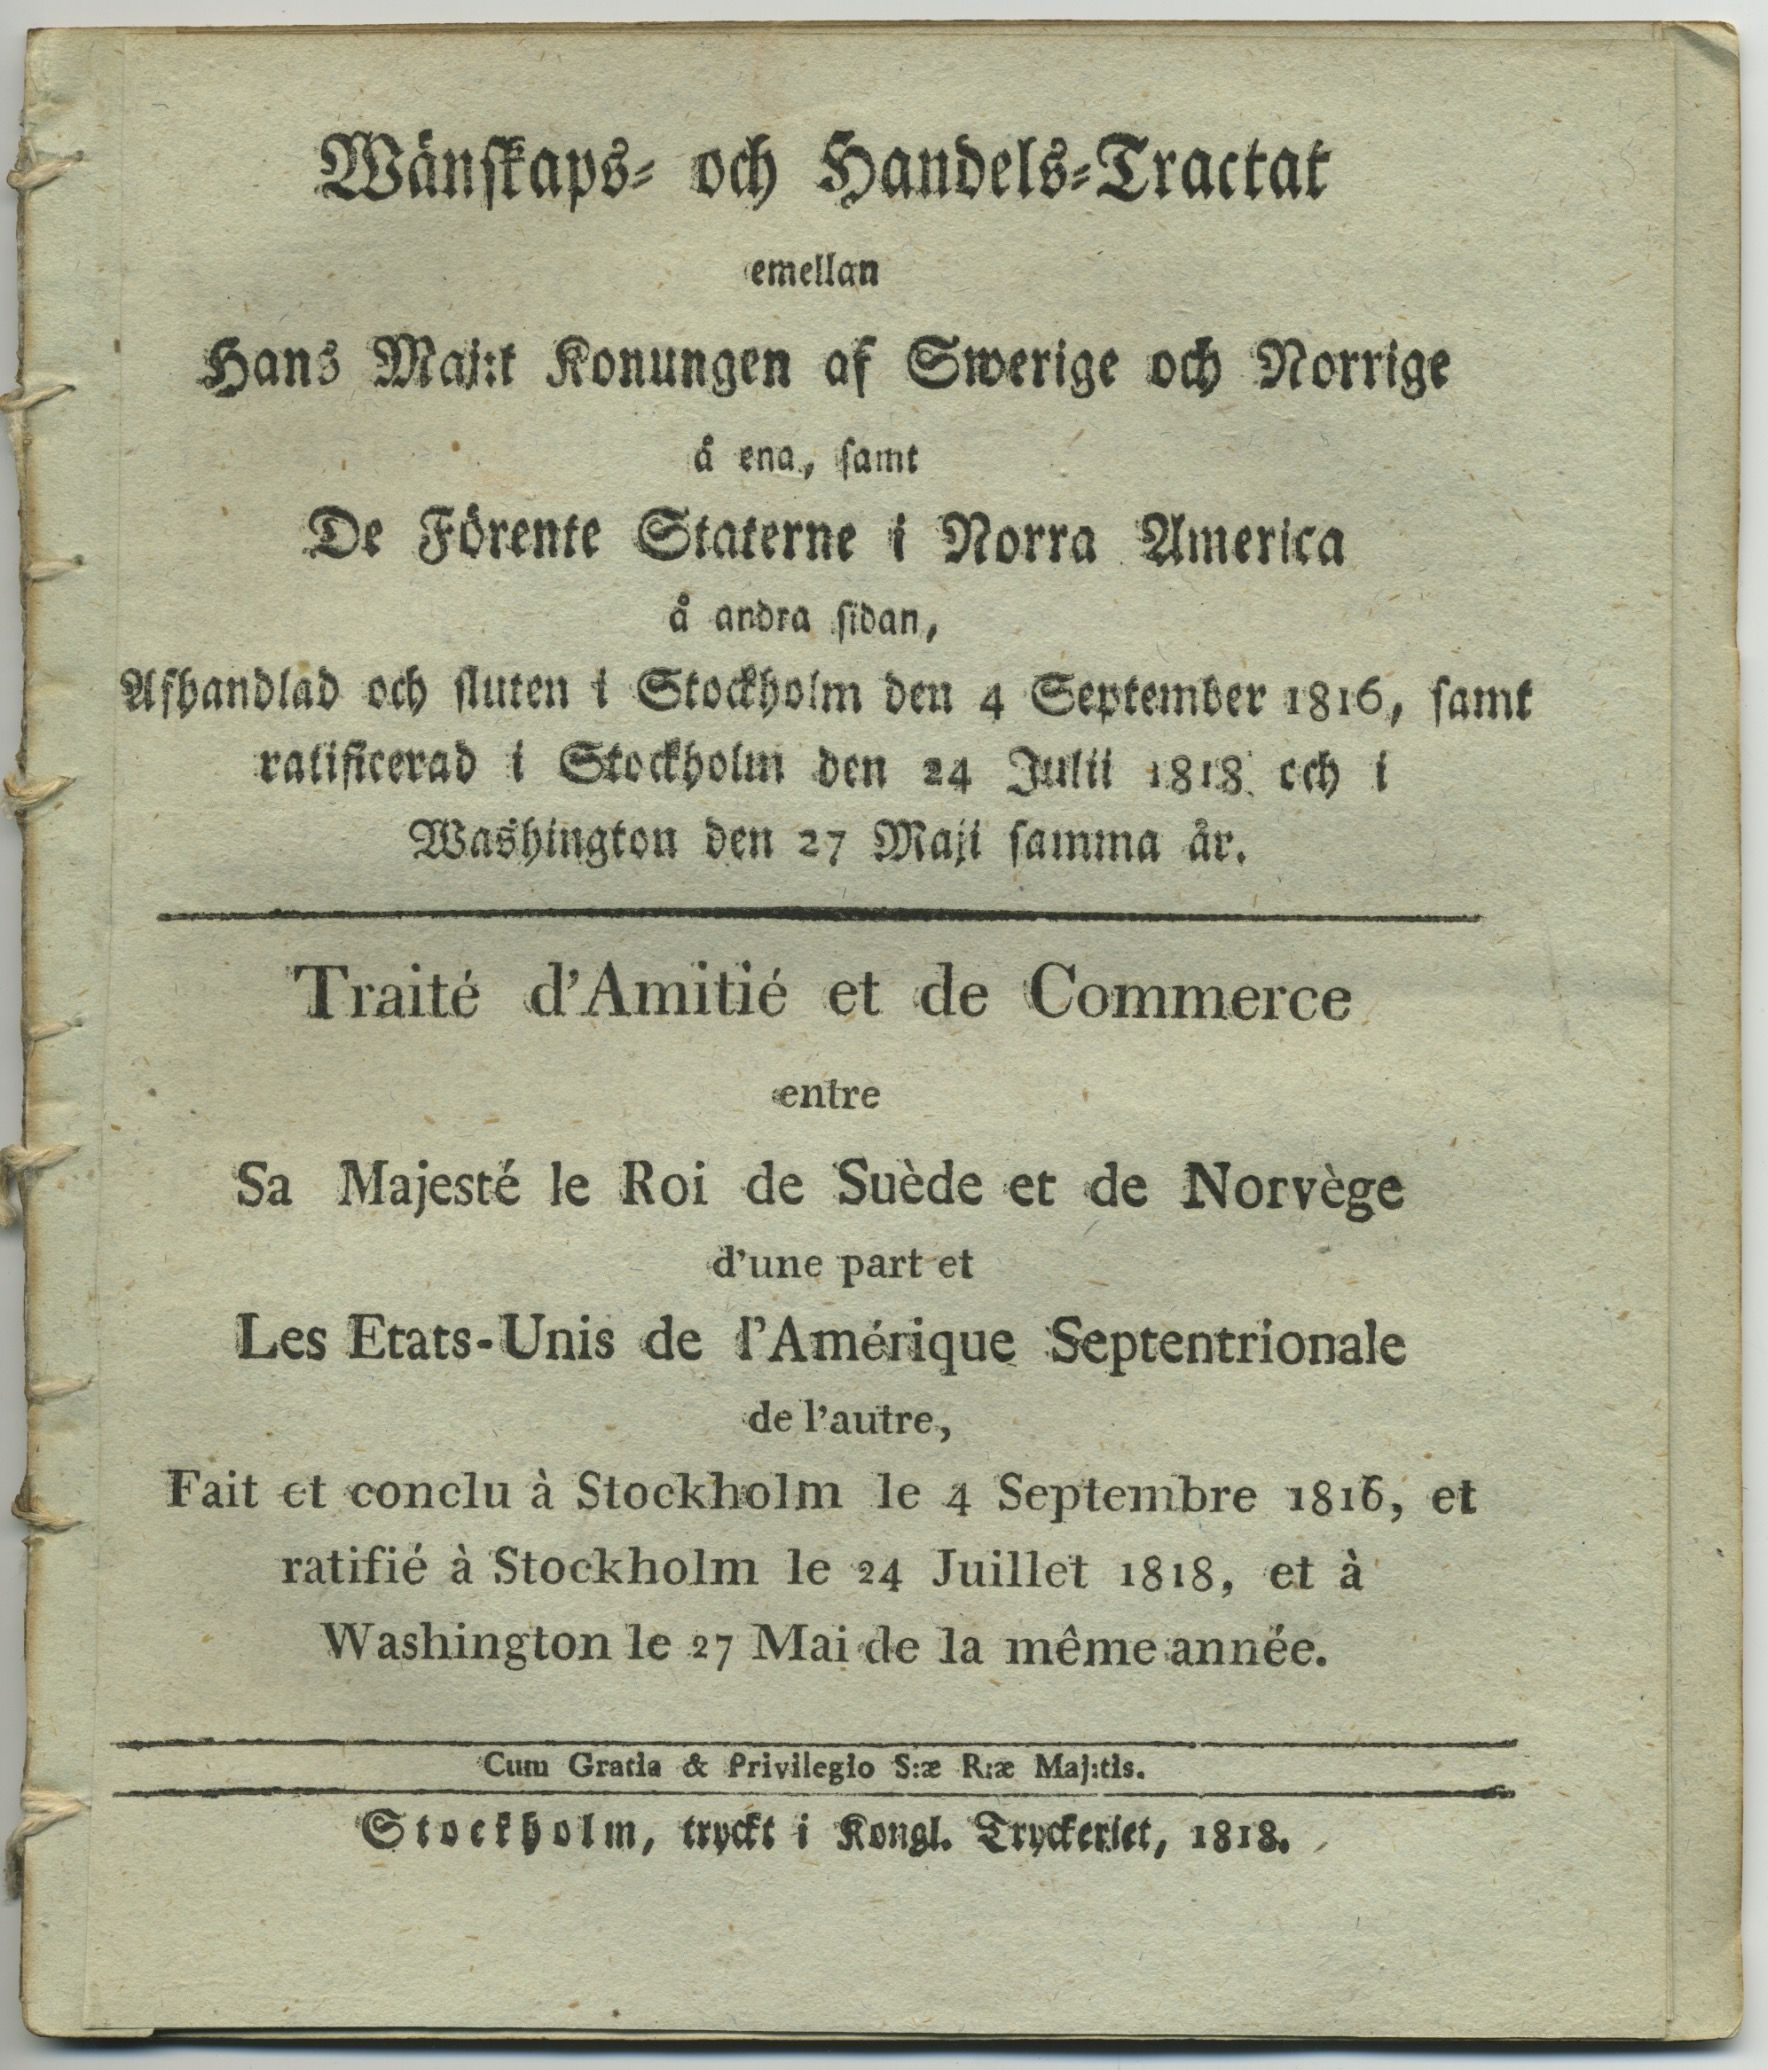 Wänskaps- och Handels-Tractat
emellan
Hans Maj:t Konungen af Swerige och Norrige
å ena, samt
De Förente Staterne i Norra America
å andra sidan,
Afhandlad och sluten i Stockholm den 4 September 1816, samt
ratificerad i Stockholm den 24 Julii 1818 och i
Washington den 27 Maji samma år.
Traité d'Amitié et de Commerce
entre
Sa Majesté le Roi de Suède et de Norvège
d'une part et
Les Etats-Unis de l'Amérique Septentrionale
de l'autre,
Fait et conclu à Stockholm le 4 Septembre 1816, et
ratifié à Stockholm le 24 Juillet 1818, et à
Washington le 27 Mai de la même année.
Cum Gratia & Privilegio S:æ R:æ Maj:tis.
Stockholm, tryckt i Kongl. Tryckeriet, 1818.